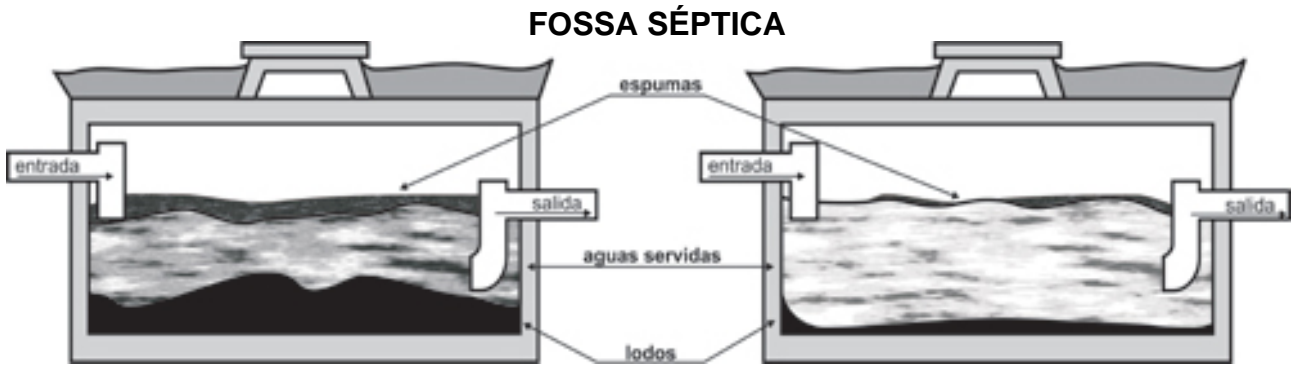 FOSSA SÉPTICA
espumas
entrada
entrada
salida
salida
aguas servidas
lodos